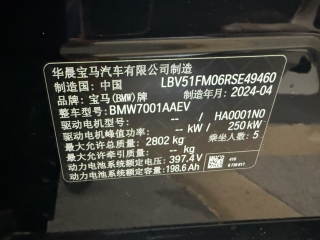 华晨宝马汽车有限公司制造
制造国：中国 LBV51FM06RSE49460
品牌：宝马(BMW)牌 制造年月：2024-04
整车型号：BMW7001AAEV
驱动电机型号：-- / HA0001N0
驱动电机峰值功率：-- kW / 250 kW
最大允许总质量：2802 kg 乘坐人数：5
最大允许牵引质量：-- kg
动力电池系统额定电压：397.4V
动力电池系统额定容量：198.6Ah